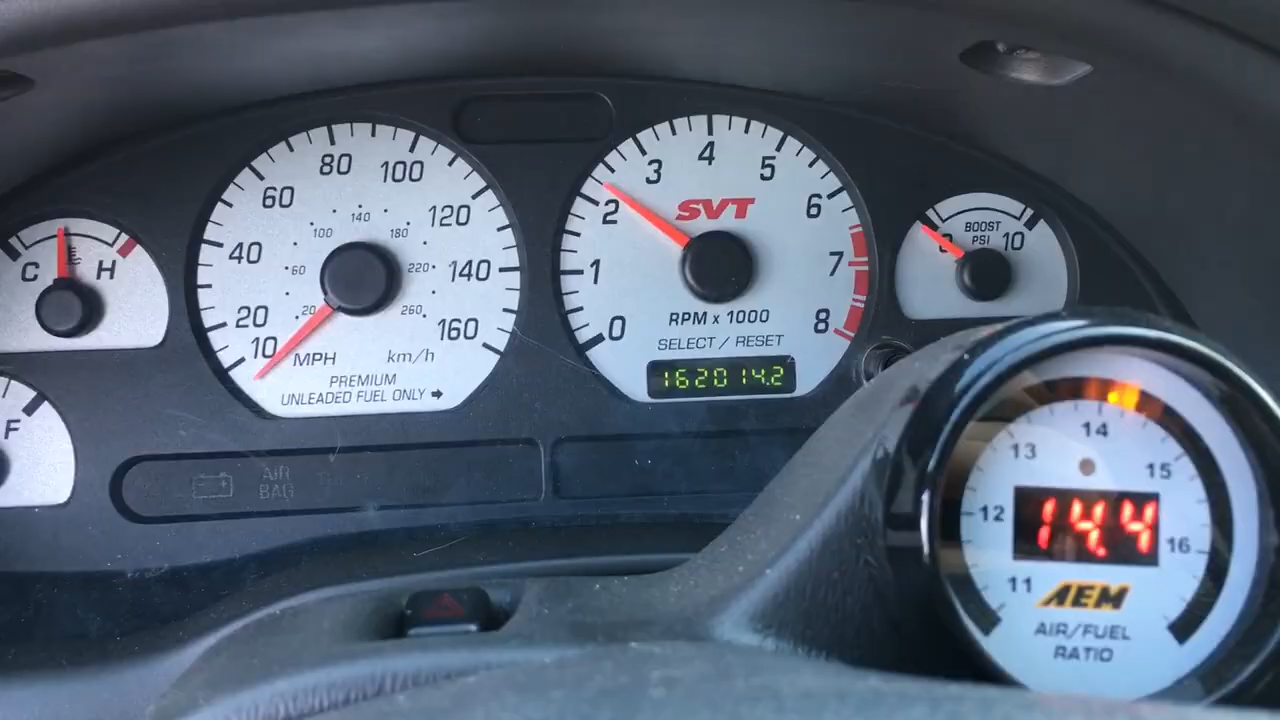 C E H
F
10 20 40 60 80 100 120 140 160
20 60 100 140 180 220 260
MPH km/h
PREMIUM
UNLEADED FUEL ONLY
AIR
BAG
0 1 2 3 4 5 6 7 8
SVT
RPM x 1000
SELECT / RESET
162014.2
BOOST
PSI
10
11 12 13 14 15 16
14.4
AEM
AIR/FUEL
RATIO